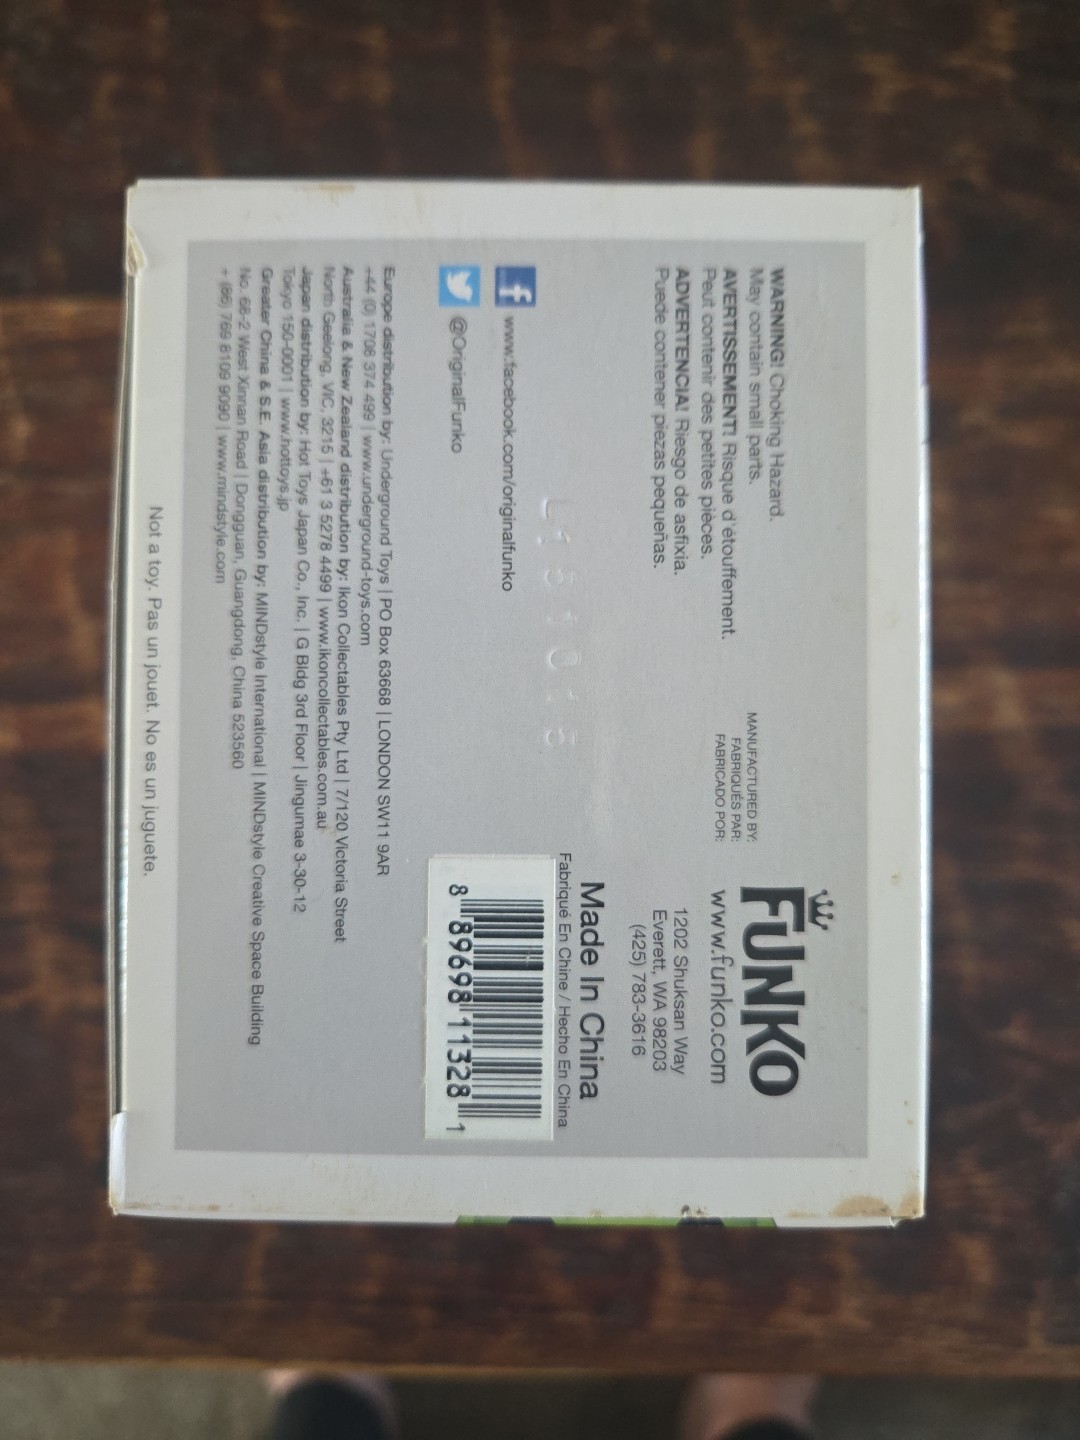 WARNING! Choking Hazard.
May contain small parts.
AVERTISSEMENT! Risque d'étouffement.
Peut contenir des petites pièces.
ADVERTENCIA! Riesgo de asfixia.
Puede contener piezas pequeñas.
MANUFACTURED BY:
FABRIQUÉS PAR:
FABRICADO POR:
FUNKO
www.funko.com
1202 Shuksan Way
Everett, WA 98203
(425) 783-3616
www.facebook.com/originalfunko
@OriginalFunko
Made In China
Fabriqué En Chine / Hecho En China
8 89698 11328 1
Europe distribution by: Underground Toys | PO Box 63668 | LONDON SW11 9AR
+44 (0) 1708 374 499 | www.underground-toys.com
Australia & New Zealand distribution by: Ikon Collectables Pty Ltd | 7/120 Victoria Street
North Geelong, VIC, 3215 | +61 3 5278 4499 | www.ikoncollectables.com.au
Japan distribution by: Hot Toys Japan Co., Inc. | G Bldg 3rd Floor | Jingumae 3-30-12
Tokyo 150-0001 | www.hottoys.jp
Greater China & S.E. Asia distribution by: MINDstyle International | MINDstyle Creative Space Building
No. 68-2 West Xinnan Road | Dongguan, Guangdong, China 523560
+ (86) 769 8109 9090 | www.mindstyle.com
Not a toy. Pas un jouet. No es un juguete.